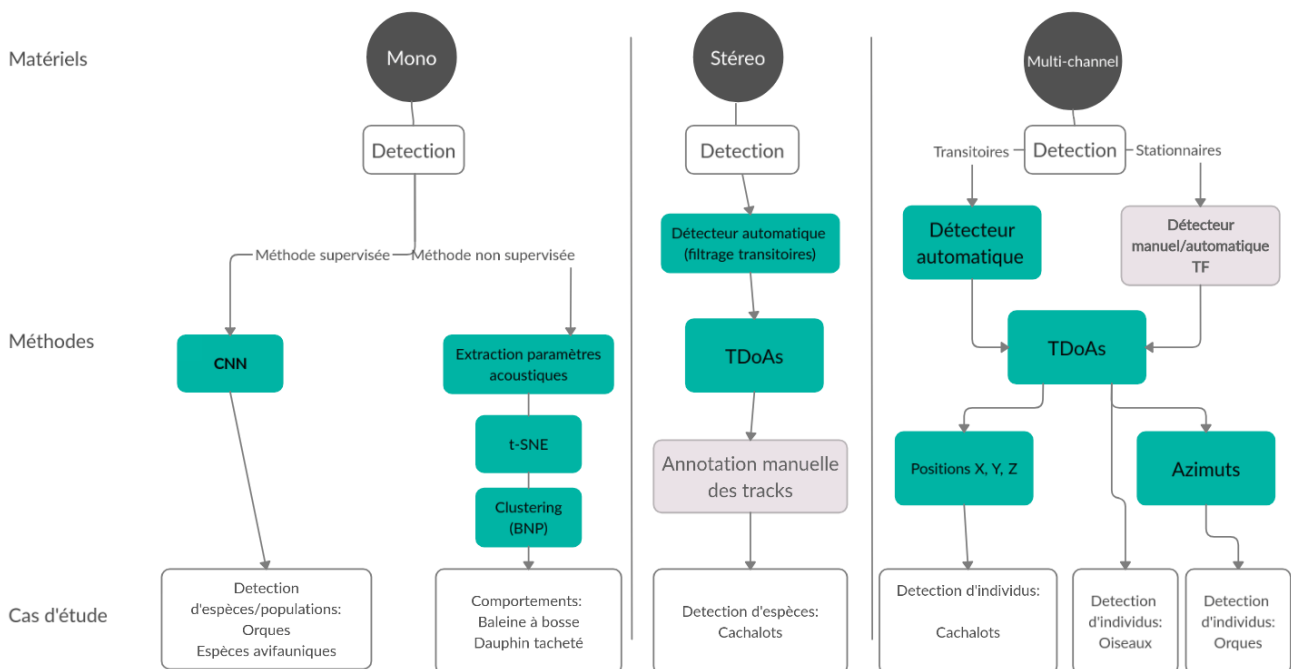 Matériels
Mono
Stéreo
Multi-channel
Detection
Detection
Transitoires
Detection
Stationnaires
Méthode supervisée
Méthode non supervisée
Détecteur automatique
(filtrage transitoires)
Détecteur
automatique
Détecteur
manuel/automatique
TF
Méthodes
CNN
Extraction paramètres
acoustiques
TDoAs
TDoAs
t-SNE
Annotation manuelle
des tracks
Positions X, Y, Z
Azimuts
Clustering
(BNP)
Cas d'étude
Detection
d'espèces/populations:
Orques
Espèces avifauniques
Comportements:
Baleine à bosse
Dauphin tacheté
Detection d'espèces:
Cachalots
Detection d'individus:
Cachalots
Detection
d'individus:
Oiseaux
Detection
d'individus:
Orques